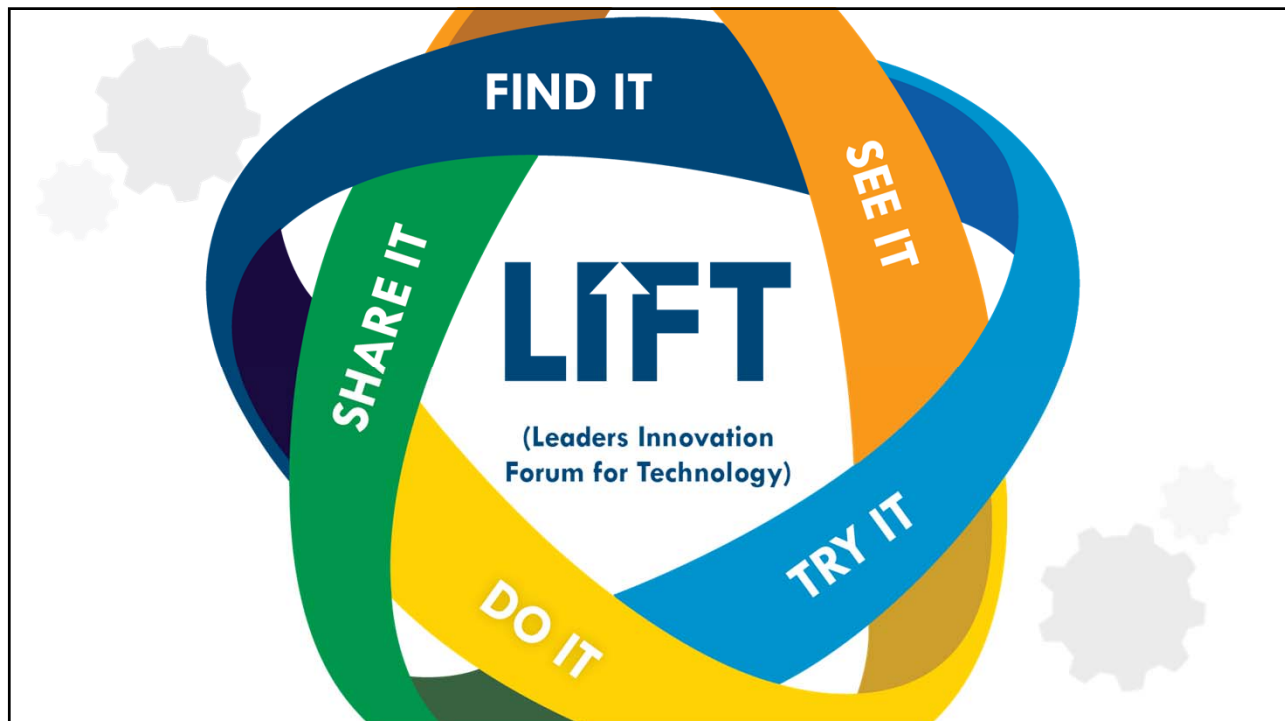 FIND IT
SEE IT
SHARE IT
LIFT
(Leaders Innovation
Forum for Technology)
TRY IT
DO IT